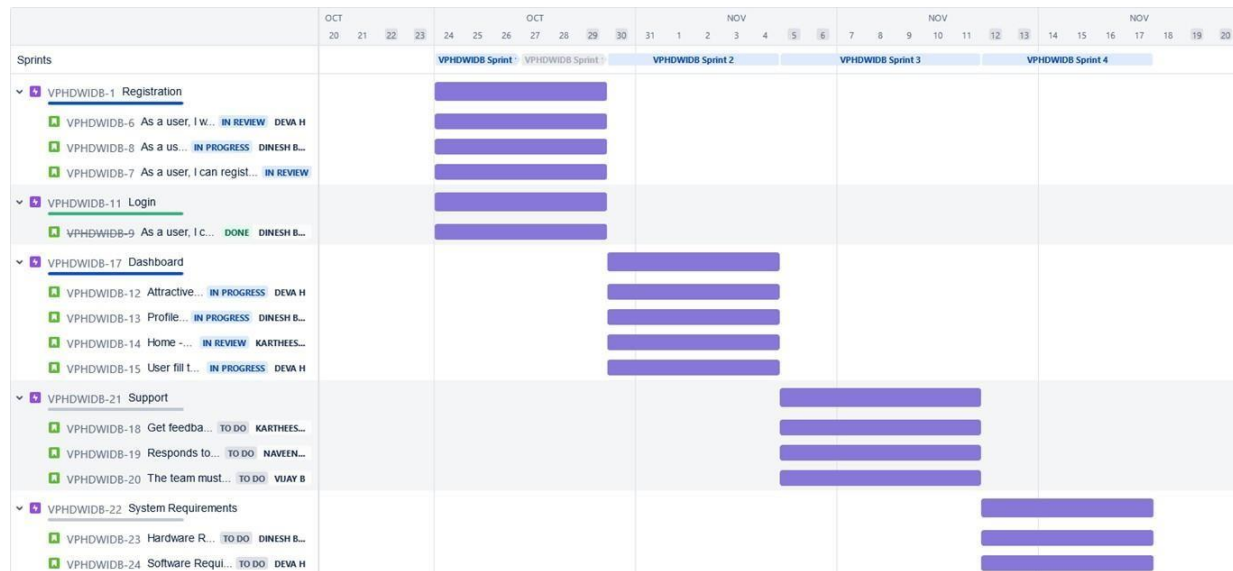 OCT OCT NOV NOV NOV
20 21 22 23 24 25 26 27 28 29 30 31 1 2 3 4 5 6 7 8 9 10 11 12 13 14 15 16 17 18 19 20
Sprints VPHDWIDB Sprint VPHDWIDB Sprint VPHDWIDB Sprint 2 VPHDWIDB Sprint 3 VPHDWIDB Sprint 4
VPHDWIDB-1 Registration
VPHDWIDB-6 As a user, I w... IN REVIEW DEVA H
VPHDWIDB-8 As a us... IN PROGRESS DINESH B...
VPHDWIDB-7 As a user, I can regist... IN REVIEW
VPHDWIDB-11 Login
VPHDWIDB-9 As a user, I c... DONE DINESH B...
VPHDWIDB-17 Dashboard
VPHDWIDB-12 Attractive... IN PROGRESS DEVA H
VPHDWIDB-13 Profile... IN PROGRESS DINESH B...
VPHDWIDB-14 Home -... IN REVIEW KARTHEES...
VPHDWIDB-15 User fill t... IN PROGRESS DEVA H
VPHDWIDB-21 Support
VPHDWIDB-18 Get feedba... TO DO KARTHEES...
VPHDWIDB-19 Responds to... TO DO NAVEEN...
VPHDWIDB-20 The team must... TO DO VIJAY B
VPHDWIDB-22 System Requirements
VPHDWIDB-23 Hardware R... TO DO DINESH B...
VPHDWIDB-24 Software Requi... TO DO DEVA H